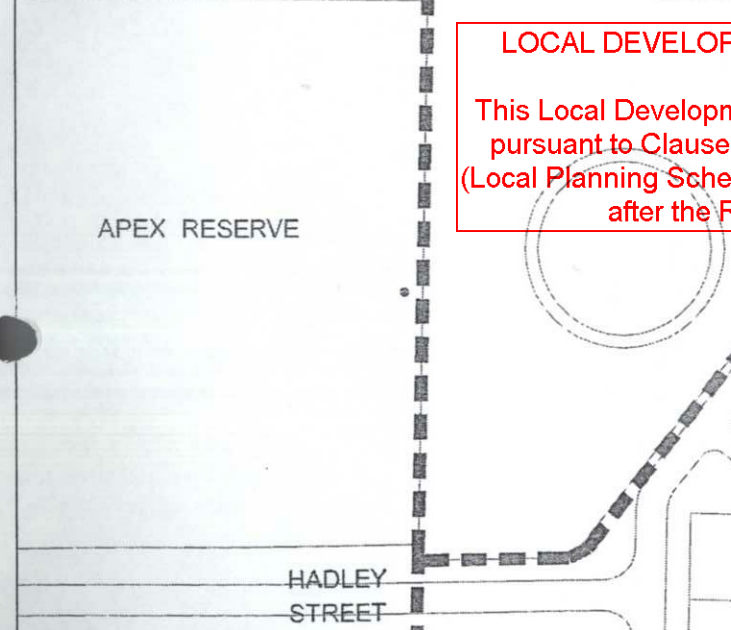 LOCAL DEVELOP
This Local Developm
pursuant to Clause
(Local Planning Sche
after the R
APEX RESERVE
HADLEY
STREET